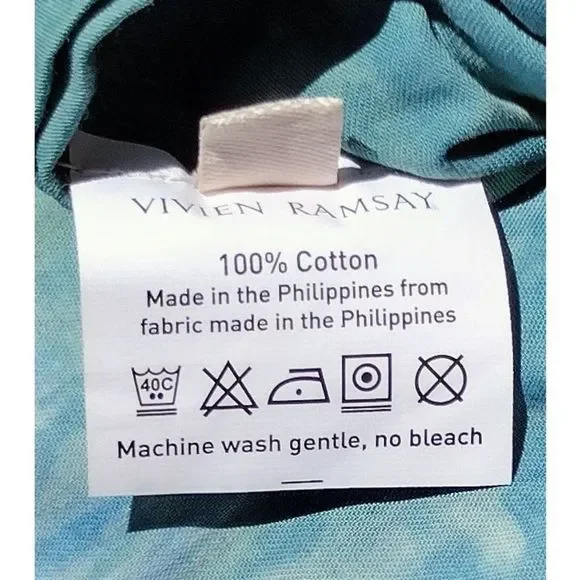 VIVIEN RAMSAY
100% Cotton
Made in the Philippines from
fabric made in the Philippines
40C
Machine wash gentle, no bleach